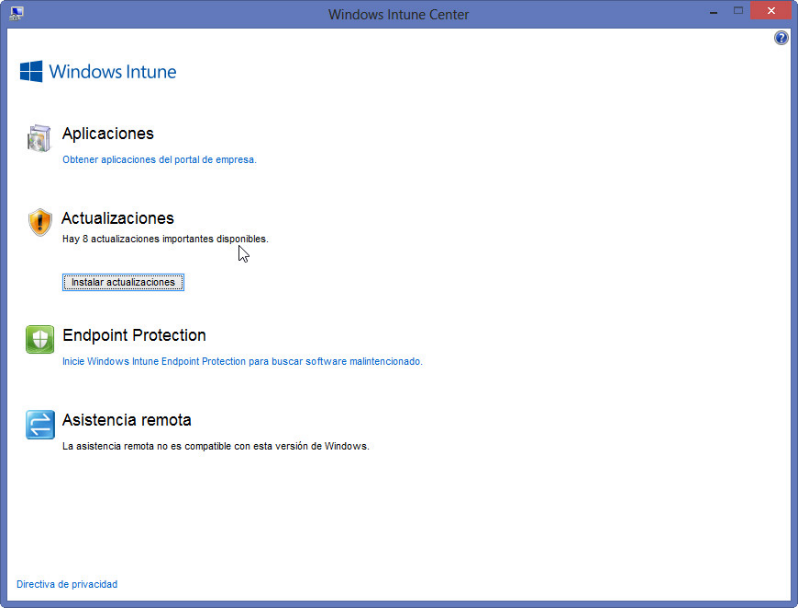 Windows Intune Center
Windows Intune
Aplicaciones
Obtener aplicaciones del portal de empresa.
Actualizaciones
Hay 8 actualizaciones importantes disponibles.
Instalar actualizaciones
Endpoint Protection
Inicie Windows Intune Endpoint Protection para buscar software malintencionado.
Asistencia remota
La asistencia remota no es compatible con esta versión de Windows.
Directiva de privacidad